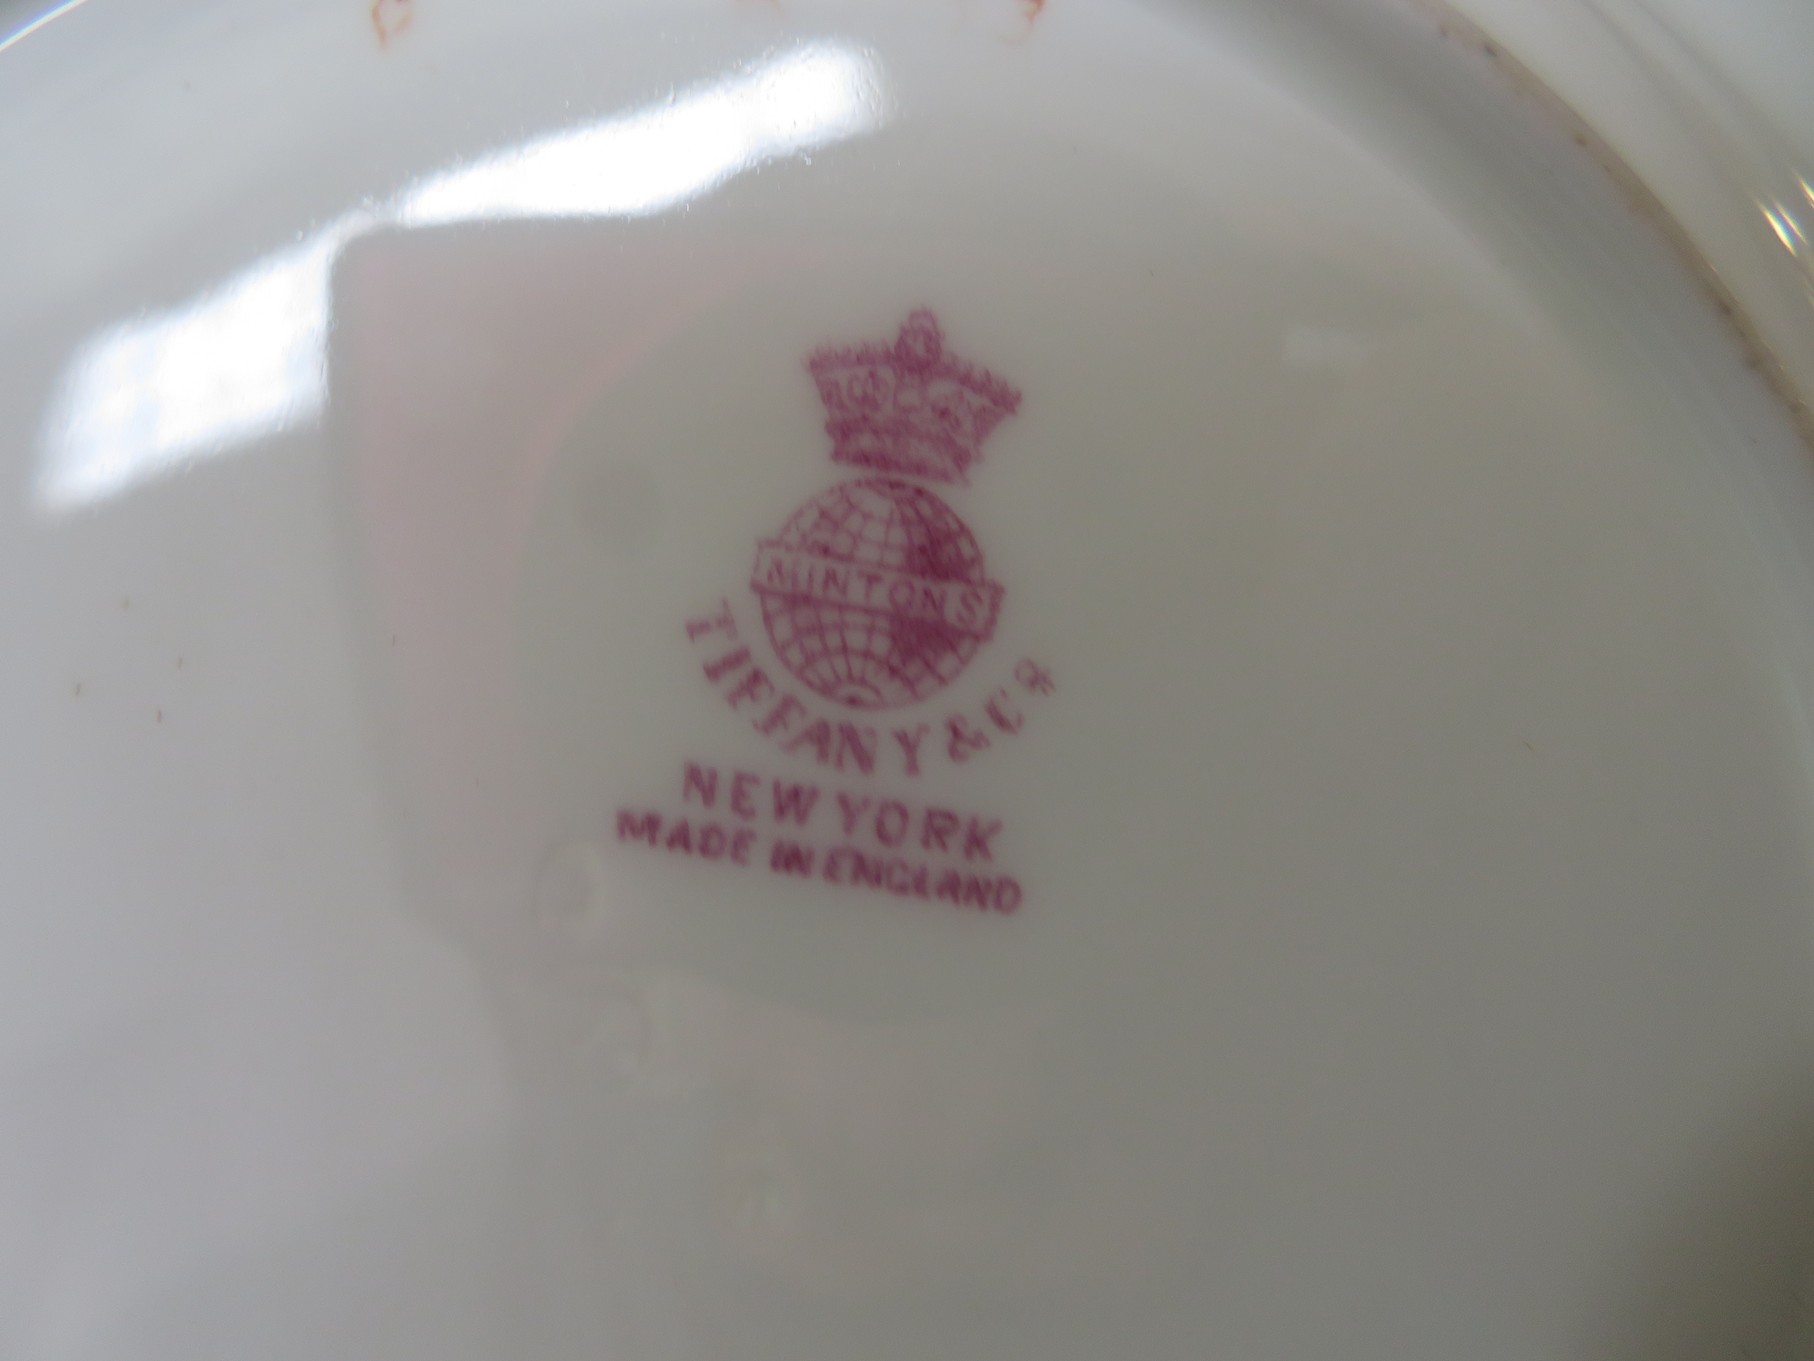 MINTONS
TIFFANY & Co
NEW YORK
MADE IN ENGLAND